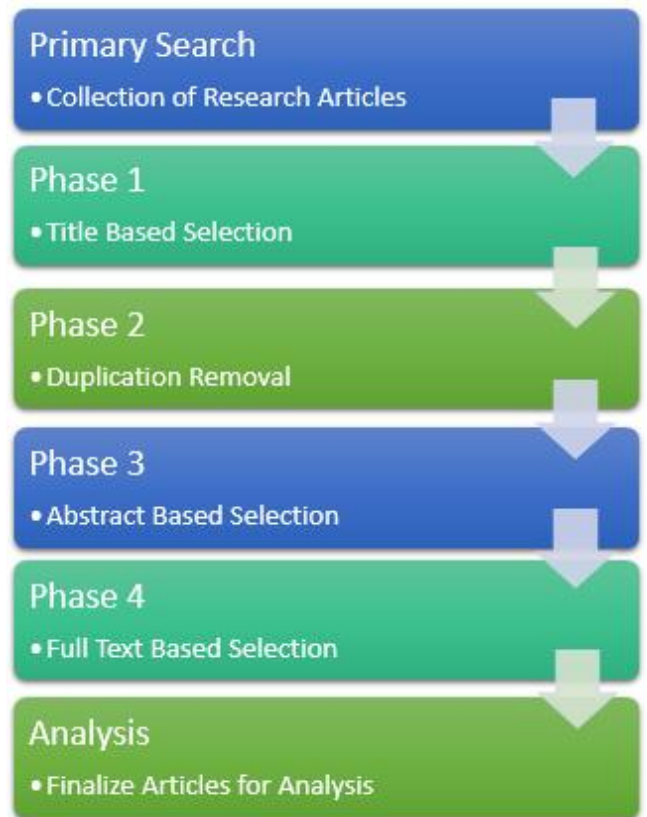 Primary Search
• Collection of Research Articles
Phase 1
• Title Based Selection
Phase 2
• Duplication Removal
Phase 3
• Abstract Based Selection
Phase 4
• Full Text Based Selection
Analysis
• Finalize Articles for Analysis